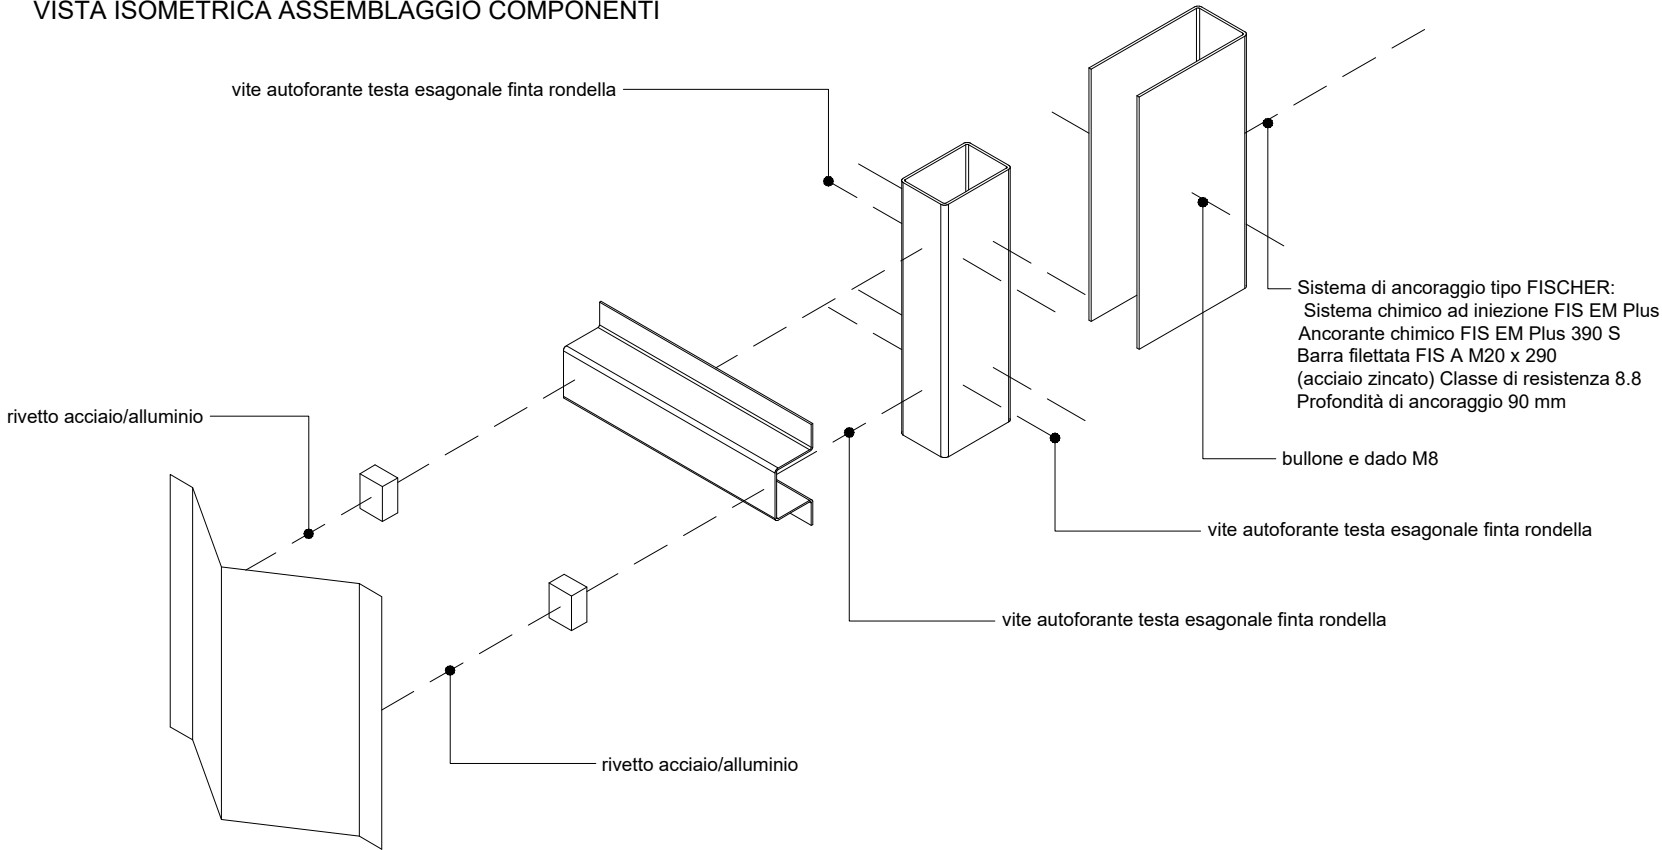 VISTA ISOMETRICA ASSEMBLAGGIO COMPONENTI
vite autoforante testa esagonale finta rondella
Sistema di ancoraggio tipo FISCHER:
Sistema chimico ad iniezione FIS EM Plus
Ancorante chimico FIS EM Plus 390 S
Barra filettata FIS A M20 x 290
(acciaio zincato) Classe di resistenza 8.8
Profondità di ancoraggio 90 mm
rivetto acciaio/alluminio
bullone e dado M8
vite autoforante testa esagonale finta rondella
vite autoforante testa esagonale finta rondella
rivetto acciaio/alluminio